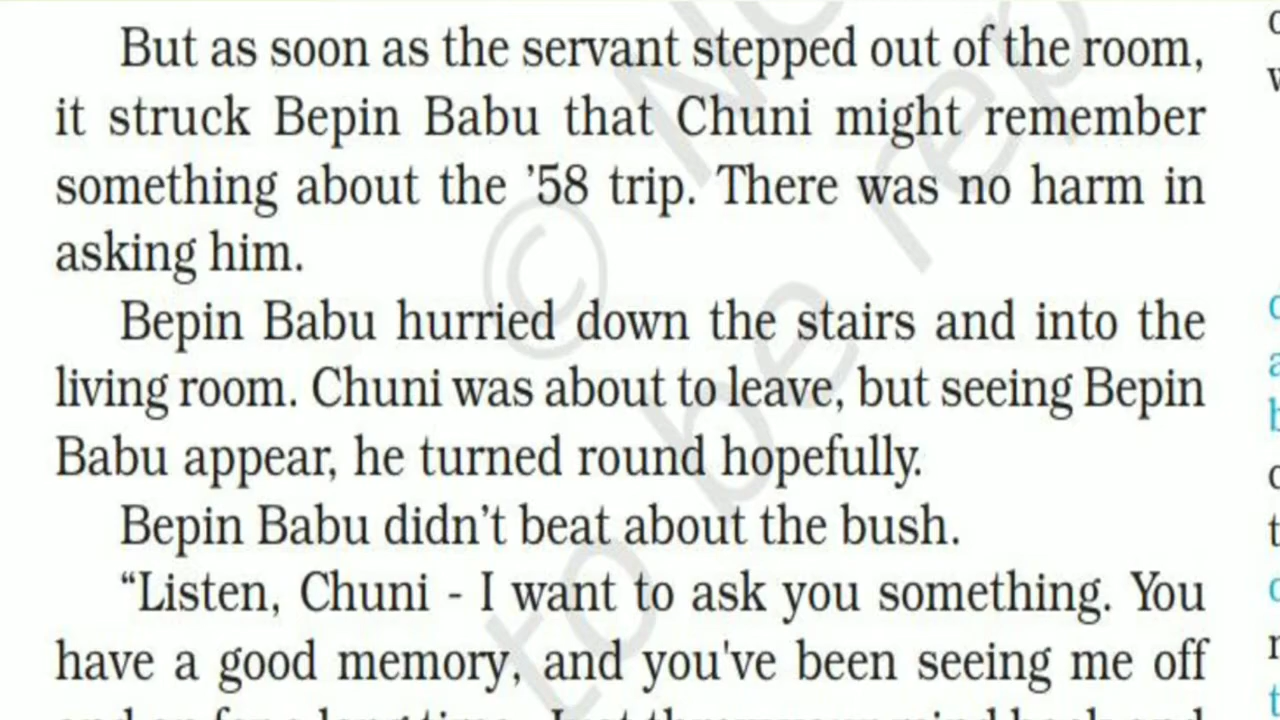 But as soon as the servant stepped out of the room,
it struck Bepin Babu that Chuni might remember
something about the ’58 trip. There was no harm in
asking him.
Bepin Babu hurried down the stairs and into the
living room. Chuni was about to leave, but seeing Bepin
Babu appear, he turned round hopefully.
Bepin Babu didn’t beat about the bush.
“Listen, Chuni - I want to ask you something. You
have a good memory, and you've been seeing me off
© No
to be rep